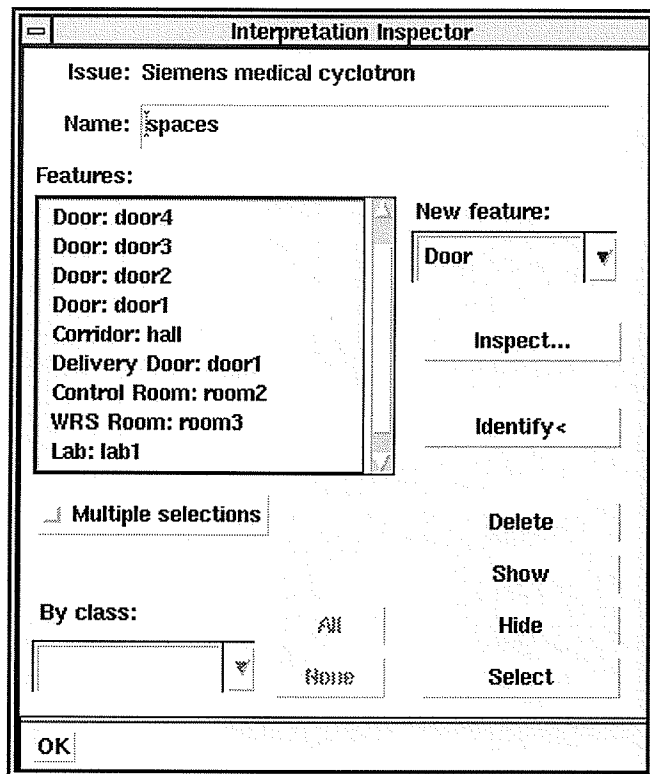 Interpretation Inspector
Issue: Siemens medical cyclotron
Name: spaces
Features:
Door: door4
Door: door3
Door: door2
Door: door1
Corridor: hall
Delivery Door: door1
Control Room: room2
WRS Room: room3
Lab: lab1
New feature:
Door
Inspect...
Identify<
Multiple selections
Delete
Show
By class:
All
Hide
None
Select
OK